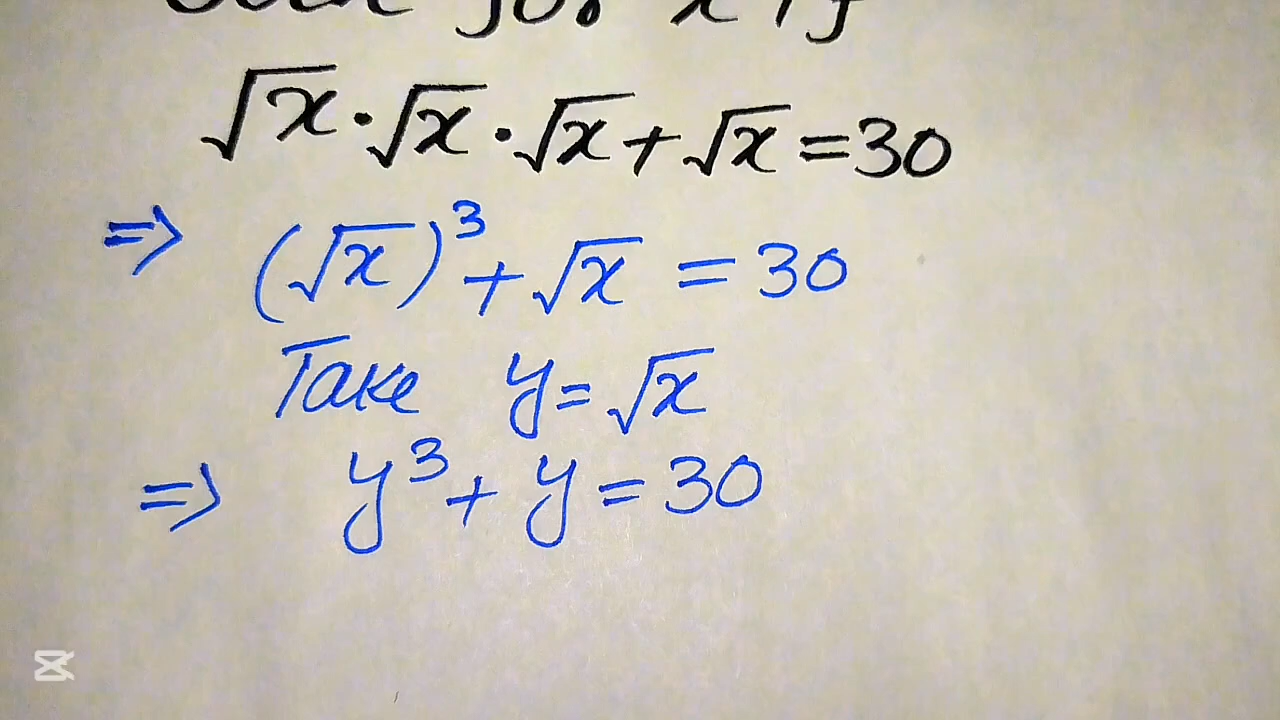 √x · √x · √x + √x = 30
⇒ (√x)³ + √x = 30
Take y = √x
⇒ y³ + y = 30